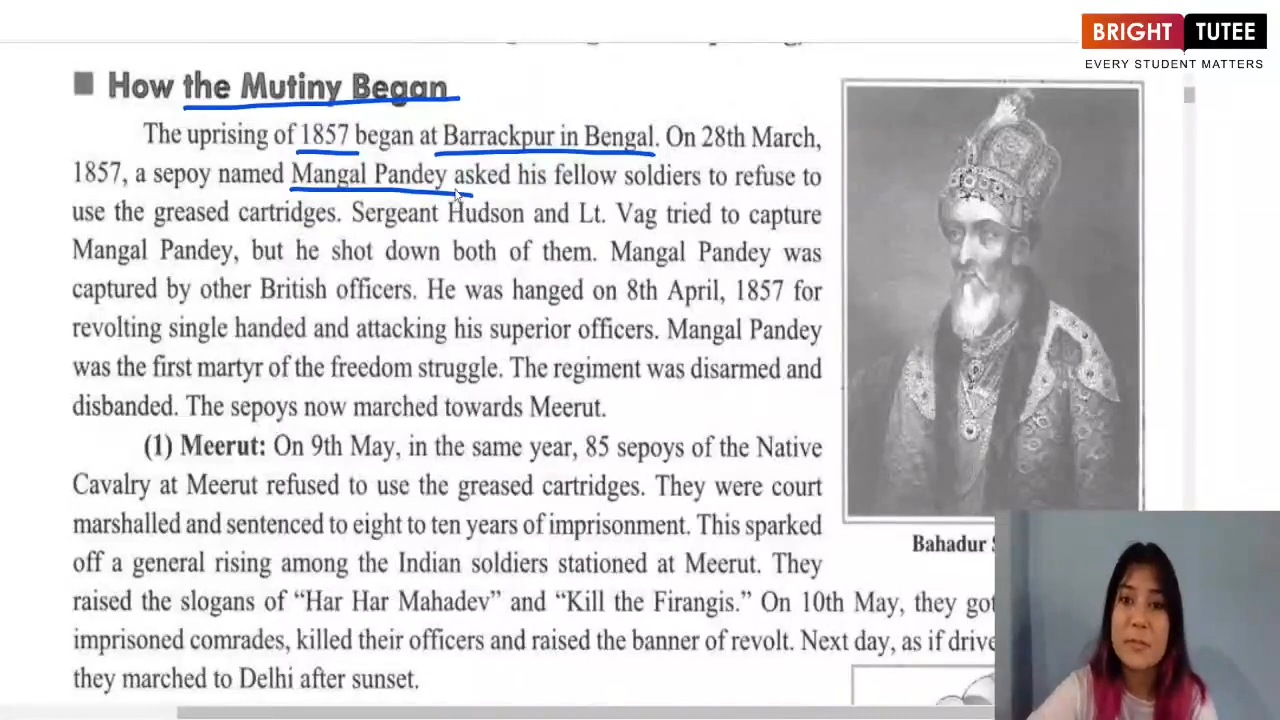 BRIGHT TUTEE
EVERY STUDENT MATTERS
How the Mutiny Began
The uprising of 1857 began at Barrackpur in Bengal. On 28th March,
1857, a sepoy named Mangal Pandey asked his fellow soldiers to refuse to
use the greased cartridges. Sergeant Hudson and Lt. Vag tried to capture
Mangal Pandey, but he shot down both of them. Mangal Pandey was
captured by other British officers. He was hanged on 8th April, 1857 for
revolting single handed and attacking his superior officers. Mangal Pandey
was the first martyr of the freedom struggle. The regiment was disarmed and
disbanded. The sepoys now marched towards Meerut.
(1) Meerut: On 9th May, in the same year, 85 sepoys of the Native
Cavalry at Meerut refused to use the greased cartridges. They were court
marshalled and sentenced to eight to ten years of imprisonment. This sparked
off a general rising among the Indian soldiers stationed at Meerut. They
raised the slogans of “Har Har Mahadev” and “Kill the Firangis.” On 10th May, they got
imprisoned comrades, killed their officers and raised the banner of revolt. Next day, as if
they marched to Delhi after sunset.
Bahadur